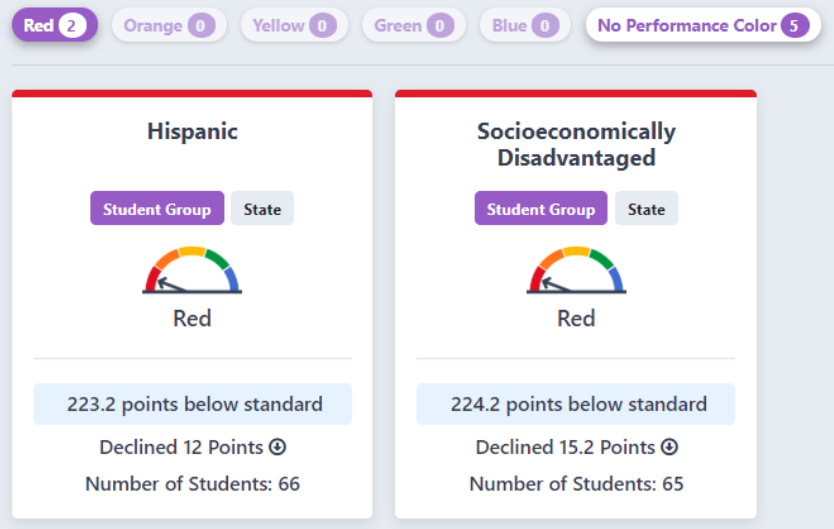 Red 2 Orange 0 Yellow 0 Green 0 Blue 0 No Performance Color 5
Hispanic
Student Group State
Red
223.2 points below standard
Declined 12 Points
Number of Students: 66
Socioeconomically
Disadvantaged
Student Group State
Red
224.2 points below standard
Declined 15.2 Points
Number of Students: 65